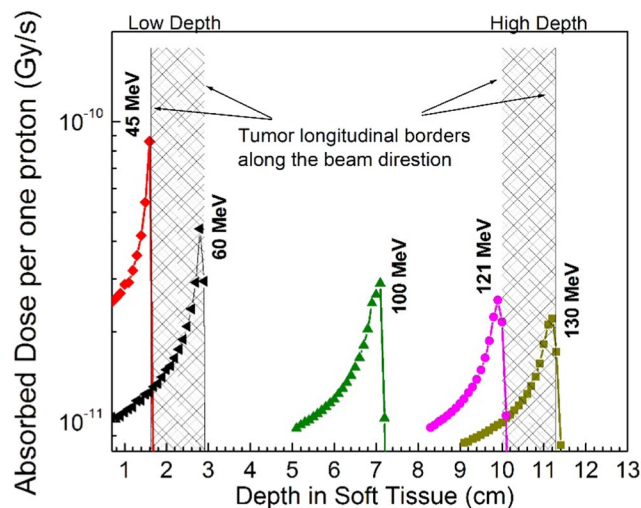 Low Depth
High Depth
Absorbed Dose per one proton (Gy/s)
10⁻¹⁰
10⁻¹¹
45 MeV
60 MeV
100 MeV
121 MeV
130 MeV
Tumor longitudinal borders
along the beam direction
1 2 3 4 5 6 7 8 9 10 11 12 13
Depth in Soft Tissue (cm)